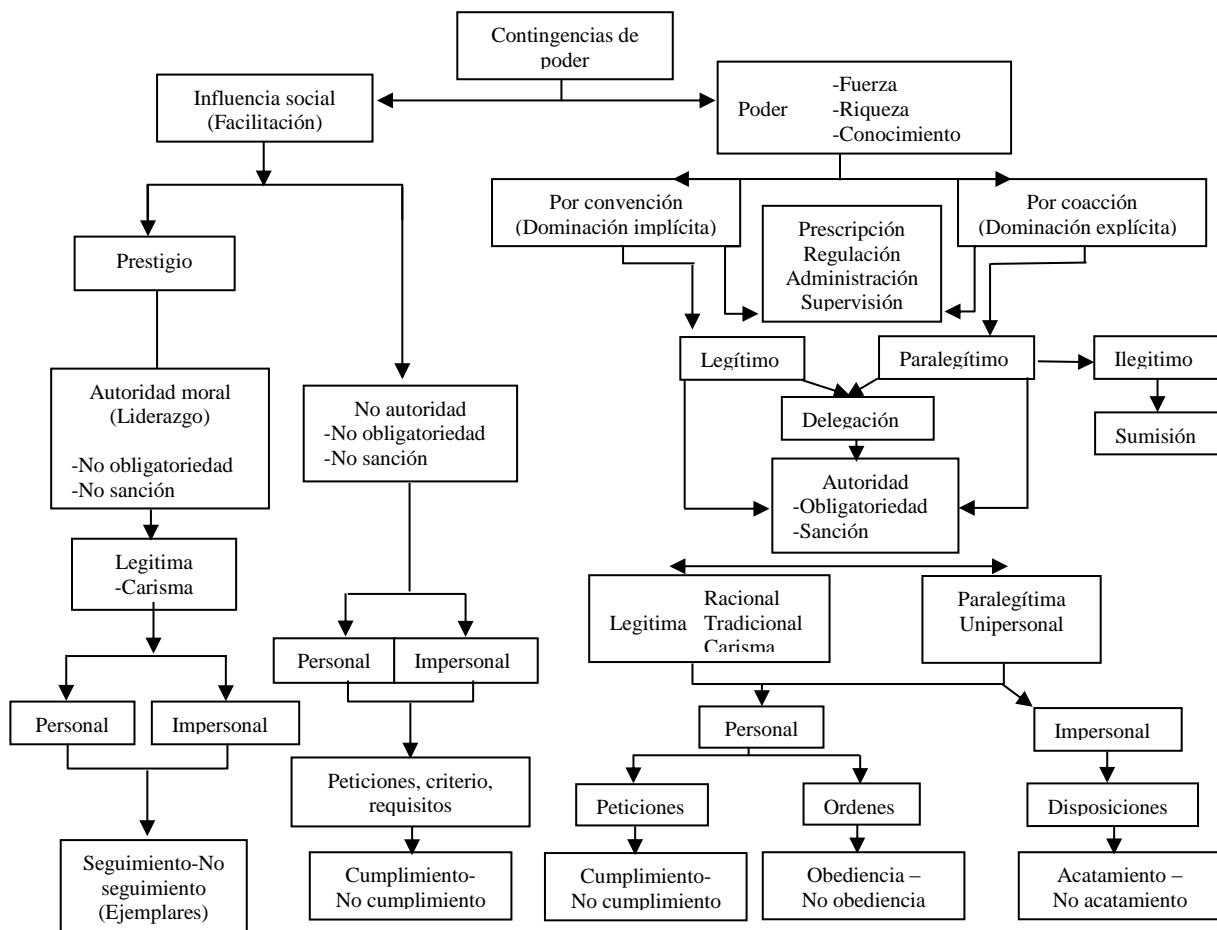 Contingencias de
poder
Influencia social
(Facilitación)
Poder
-Fuerza
-Riqueza
-Conocimiento
Por convención
(Dominación implícita)
Prescripción
Regulación
Administración
Supervisión
Por coacción
(Dominación explícita)
Prestigio
Legítimo
Paralegítimo
Ilegitimo
Autoridad moral
(Liderazgo)
-No obligatoriedad
-No sanción
No autoridad
-No obligatoriedad
-No sanción
Delegación
Sumisión
Autoridad
-Obligatoriedad
-Sanción
Legitima
-Carisma
Legitima
Racional
Tradicional
Carisma
Paralegítima
Unipersonal
Personal
Impersonal
Personal
Impersonal
Personal
Impersonal
Peticiones, criterio,
requisitos
Peticiones
Ordenes
Disposiciones
Seguimiento-No
seguimiento
(Ejemplares)
Cumplimiento-
No cumplimiento
Cumplimiento-
No cumplimiento
Obediencia –
No obediencia
Acatamiento –
No acatamiento